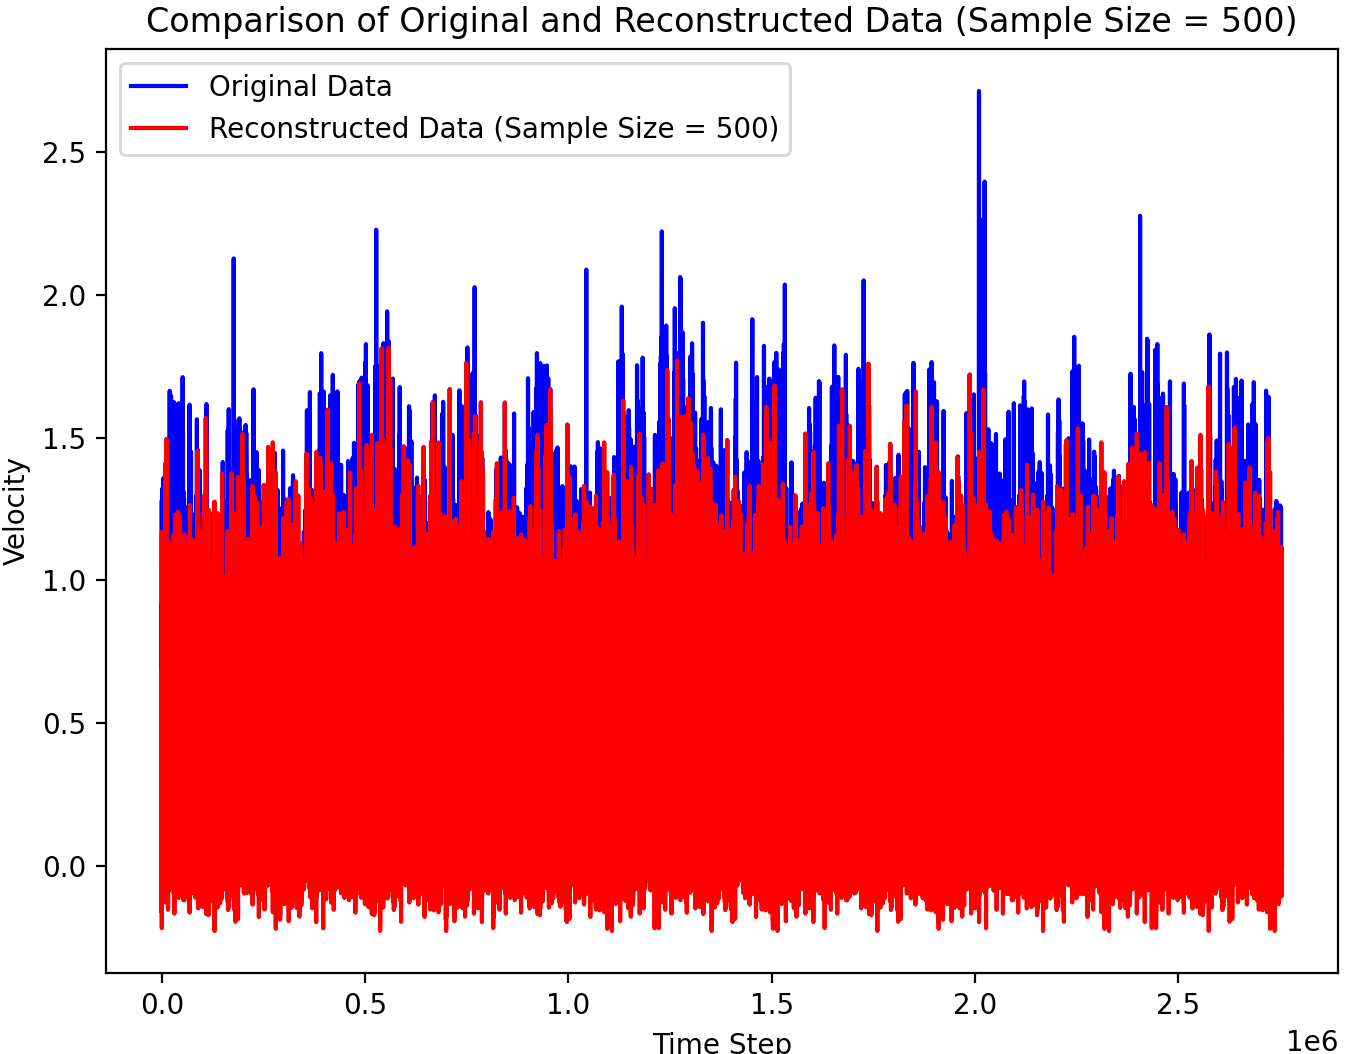 Comparison of Original and Reconstructed Data (Sample Size = 500)
Original Data
Reconstructed Data (Sample Size = 500)
2.5
2.0
1.5
1.0
0.5
0.0
Velocity
0.0 0.5 1.0 1.5 2.0 2.5
1e6
Time Step